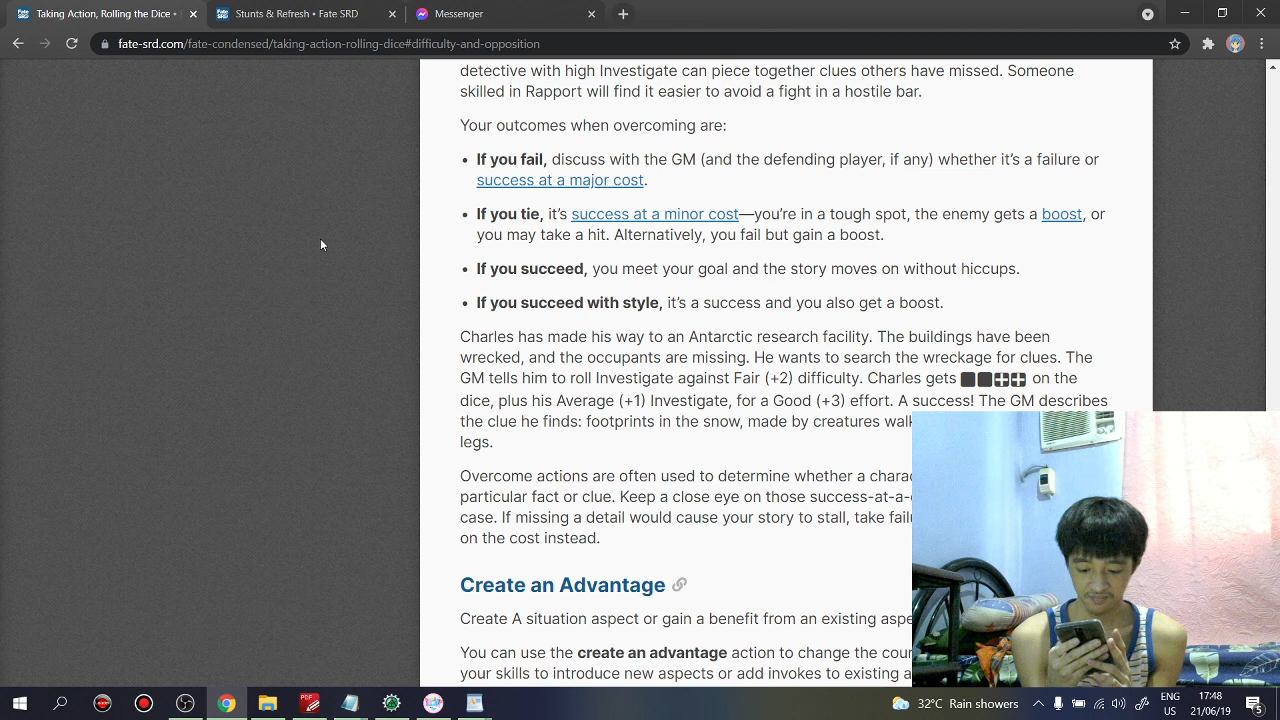 Taking Action, Rolling the Dice •
Stunts & Refresh • Fate SRD
Messenger
fate-srd.com/fate-condensed/taking-action-rolling-dice#difficulty-and-opposition
detective with high Investigate can piece together clues others have missed. Someone
skilled in Rapport will find it easier to avoid a fight in a hostile bar.
Your outcomes when overcoming are:
• If you fail, discuss with the GM (and the defending player, if any) whether it's a failure or
success at a major cost.
• If you tie, it's success at a minor cost—you're in a tough spot, the enemy gets a boost, or
you may take a hit. Alternatively, you fail but gain a boost.
• If you succeed, you meet your goal and the story moves on without hiccups.
• If you succeed with style, it's a success and you also get a boost.
Charles has made his way to an Antarctic research facility. The buildings have been
wrecked, and the occupants are missing. He wants to search the wreckage for clues. The
GM tells him to roll Investigate against Fair (+2) difficulty. Charles gets on the
dice, plus his Average (+1) Investigate, for a Good (+3) effort. A success! The GM describes
the clue he finds: footprints in the snow, made by creatures
legs.
Overcome actions are often used to determine whether a
particular fact or clue. Keep a close eye on those
case. If missing a detail would cause your story to stall, take
on the cost instead.
Create an Advantage
Create A situation aspect or gain a benefit from an existing
You can use the create an advantage action to change the
your skills to introduce new aspects or add invokes to existing
32°C Rain showers
ENG
US
17:48
21/06/19
5